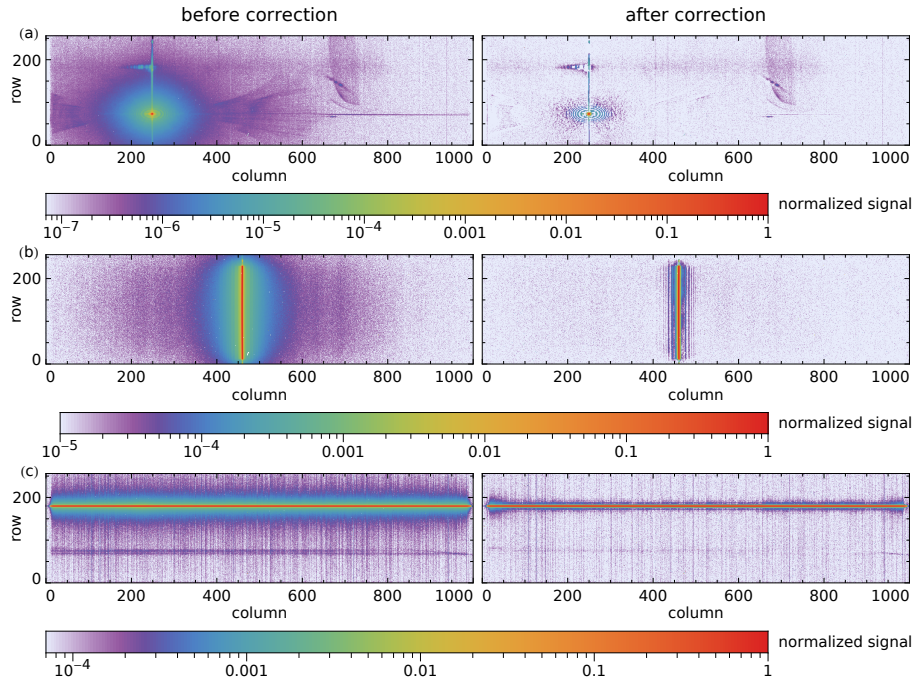 before correction after correction
(a)
row
200
100
0
0 200 400 600 800 1000 0 200 400 600 800 1000
column column
normalized signal
10⁻⁷ 10⁻⁶ 10⁻⁵ 10⁻⁴ 0.001 0.01 0.1 1
(b)
row
200
0
0 200 400 600 800 1000 0 200 400 600 800 1000
column column
normalized signal
10⁻⁵ 10⁻⁴ 0.001 0.01 0.1 1
(c)
row
200
0
0 200 400 600 800 1000 0 200 400 600 800 1000
column column
normalized signal
10⁻⁴ 0.001 0.01 0.1 1